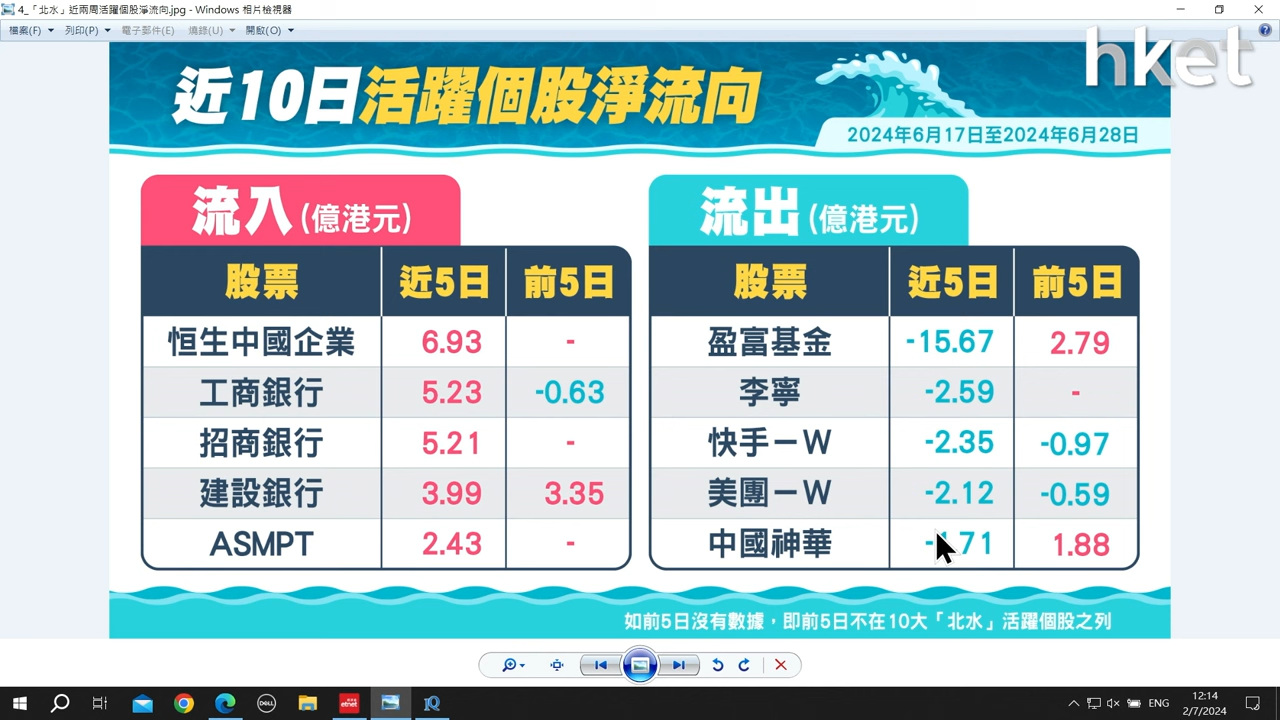 4_「北水」近兩周活躍個股淨流向.jpg - Windows 相片檢視器
檔案(F) 列印(P) 電子郵件(E) 燒錄(U) 開啟(O)
hket
近10日活躍個股淨流向
2024年6月17日至2024年6月28日
流入(億港元)
股票 近5日 前5日
恒生中國企業 6.93 -
工商銀行 5.23 -0.63
招商銀行 5.21 -
建設銀行 3.99 3.35
ASMPT 2.43 -
流出(億港元)
股票 近5日 前5日
盈富基金 -15.67 2.79
李寧 -2.59 -
快手－W -2.35 -0.97
美團－W -2.12 -0.59
中國神華 1.88
如前5日沒有數據，即前5日不在10大「北水」活躍個股之列
DELL
etnet
IQ
ENG
12:14
2/7/2024